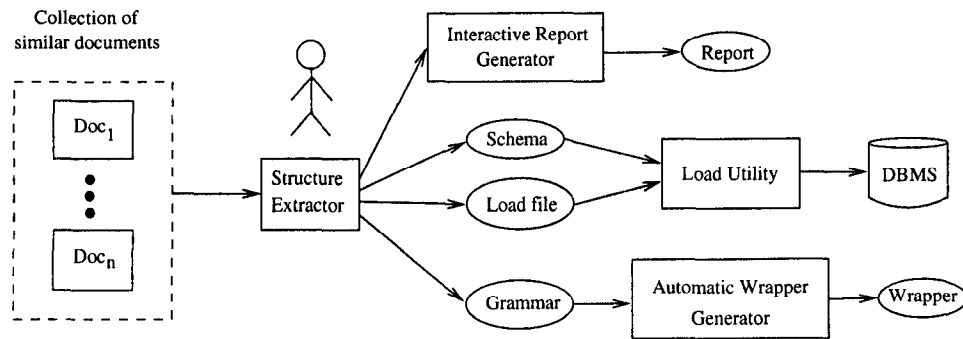 Collection of
similar documents
Doc1
Docn
Structure
Extractor
Interactive Report
Generator
Report
Schema
Load file
Load Utility
DBMS
Grammar
Automatic Wrapper
Generator
Wrapper